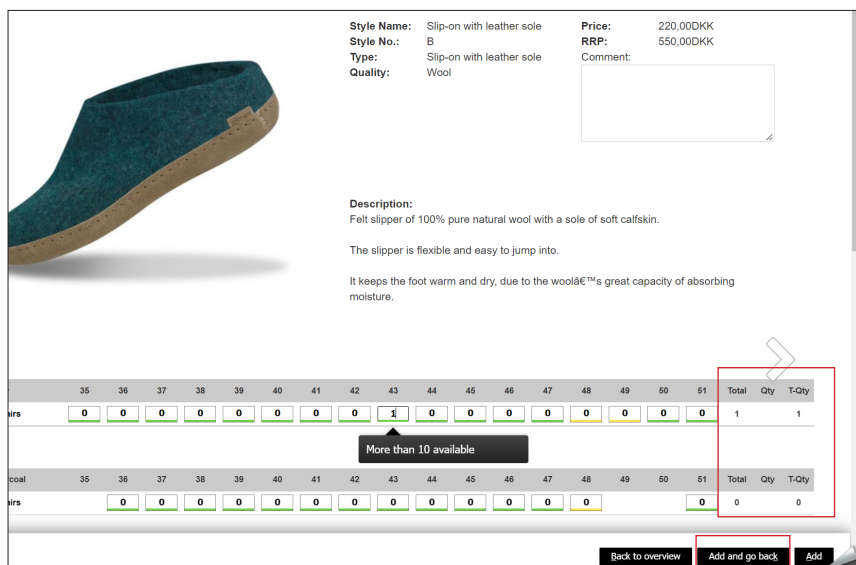 Style Name: Slip-on with leather sole Price: 220,00DKK
Style No.: B RRP: 550,00DKK
Type: Slip-on with leather sole Comment:
Quality: Wool
Description:
Felt slipper of 100% pure natural wool with a sole of soft calfskin.
The slipper is flexible and easy to jump into.
It keeps the foot warm and dry, due to the woolâ€™s great capacity of absorbing
moisture.
35 36 37 38 39 40 41 42 43 44 45 46 47 48 49 50 51 Total Qty T-Qty
airs 0 0 0 0 0 0 0 0 1 0 0 0 0 0 0 0 0 1 1
More than 10 available
rcoal 35 36 37 38 39 40 41 42 43 44 45 46 47 48 49 50 51 Total Qty T-Qty
airs 0 0 0 0 0 0 0 0 0 0 0 0 0 0 0 0
Back to overview Add and go back Add